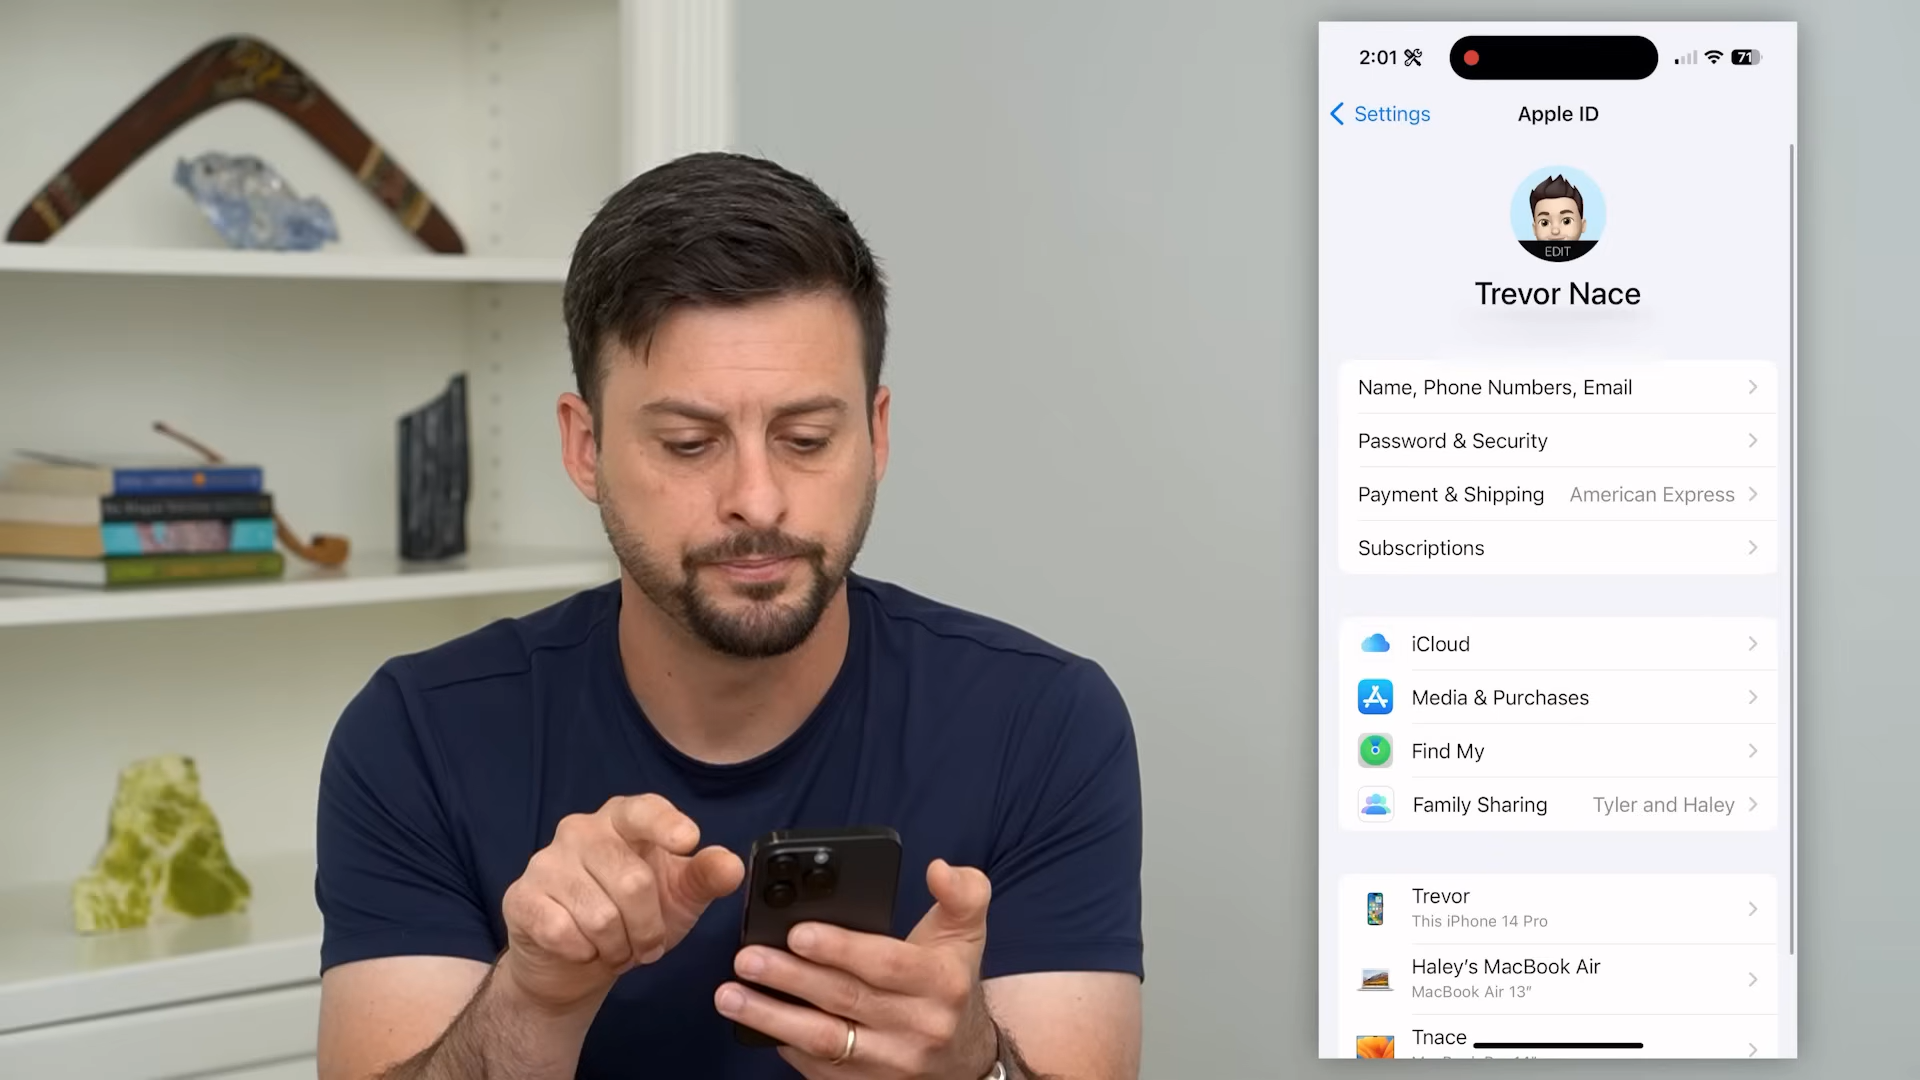 2:01
71
Settings
Apple ID
EDIT
Trevor Nace
Name, Phone Numbers, Email
Password & Security
Payment & Shipping American Express
Subscriptions
iCloud
Media & Purchases
Find My
Family Sharing Tyler and Haley
Trevor
This iPhone 14 Pro
Haley's MacBook Air
MacBook Air 13"
Tnace